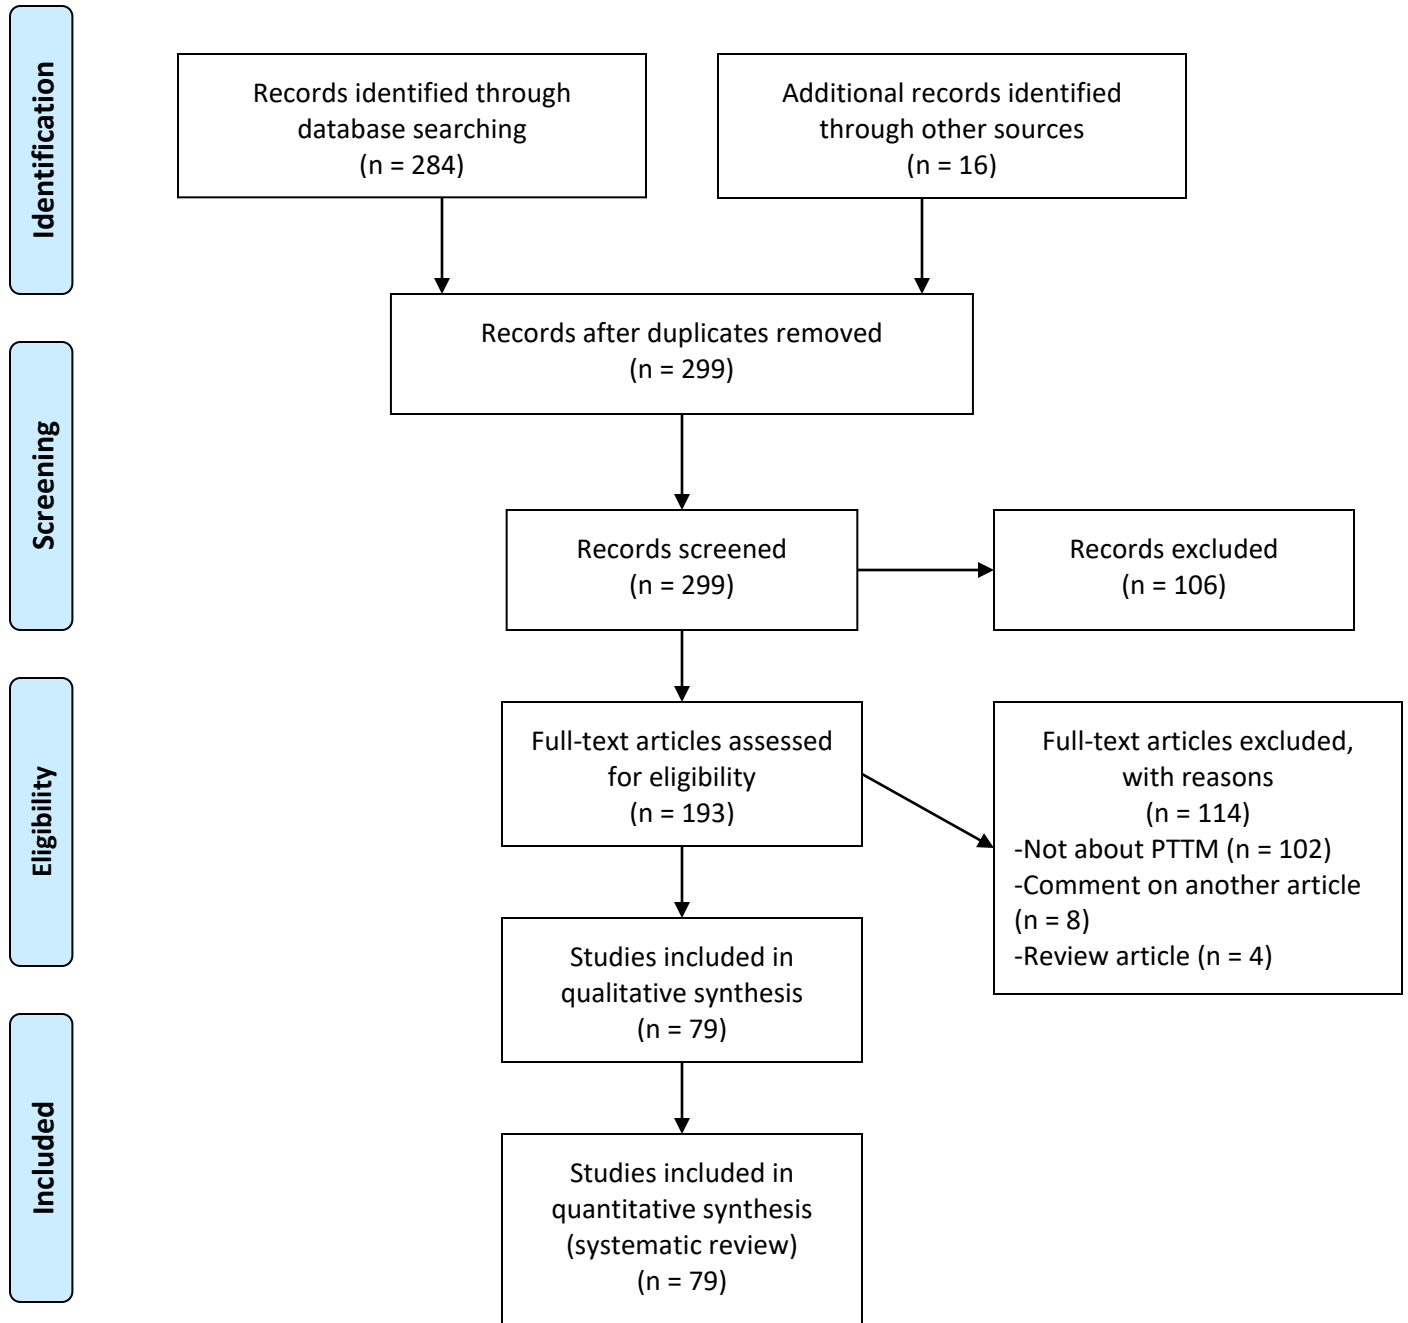 Identification
Records identified through
database searching
(n = 284)
Additional records identified
through other sources
(n = 16)
Records after duplicates removed
(n = 299)
Screening
Records screened
(n = 299)
Records excluded
(n = 106)
Eligibility
Full-text articles assessed
for eligibility
(n = 193)
Full-text articles excluded,
with reasons
(n = 114)
-Not about PTTM (n = 102)
-Comment on another article
(n = 8)
-Review article (n = 4)
Studies included in
qualitative synthesis
(n = 79)
Included
Studies included in
quantitative synthesis
(systematic review)
(n = 79)